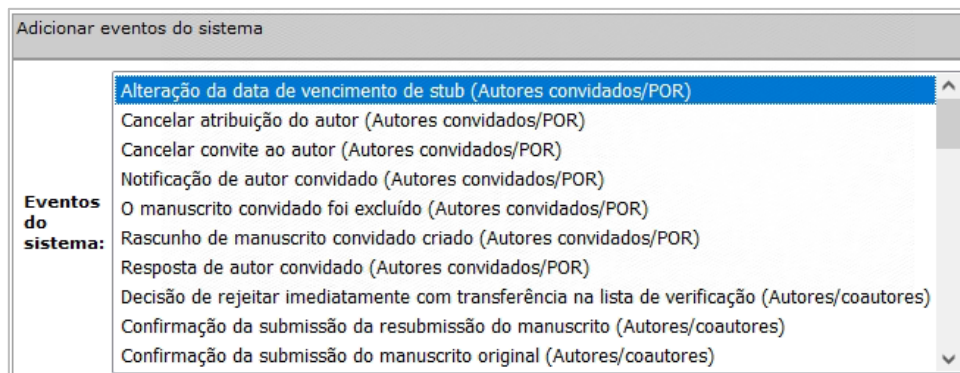 Adicionar eventos do sistema
Eventos
do
sistema:
Alteração da data de vencimento de stub (Autores convidados/POR)
Cancelar atribuição do autor (Autores convidados/POR)
Cancelar convite ao autor (Autores convidados/POR)
Notificação de autor convidado (Autores convidados/POR)
O manuscrito convidado foi excluído (Autores convidados/POR)
Rascunho de manuscrito convidado criado (Autores convidados/POR)
Resposta de autor convidado (Autores convidados/POR)
Decisão de rejeitar imediatamente com transferência na lista de verificação (Autores/coautores)
Confirmação da submissão da resubmissão do manuscrito (Autores/coautores)
Confirmação da submissão do manuscrito original (Autores/coautores)